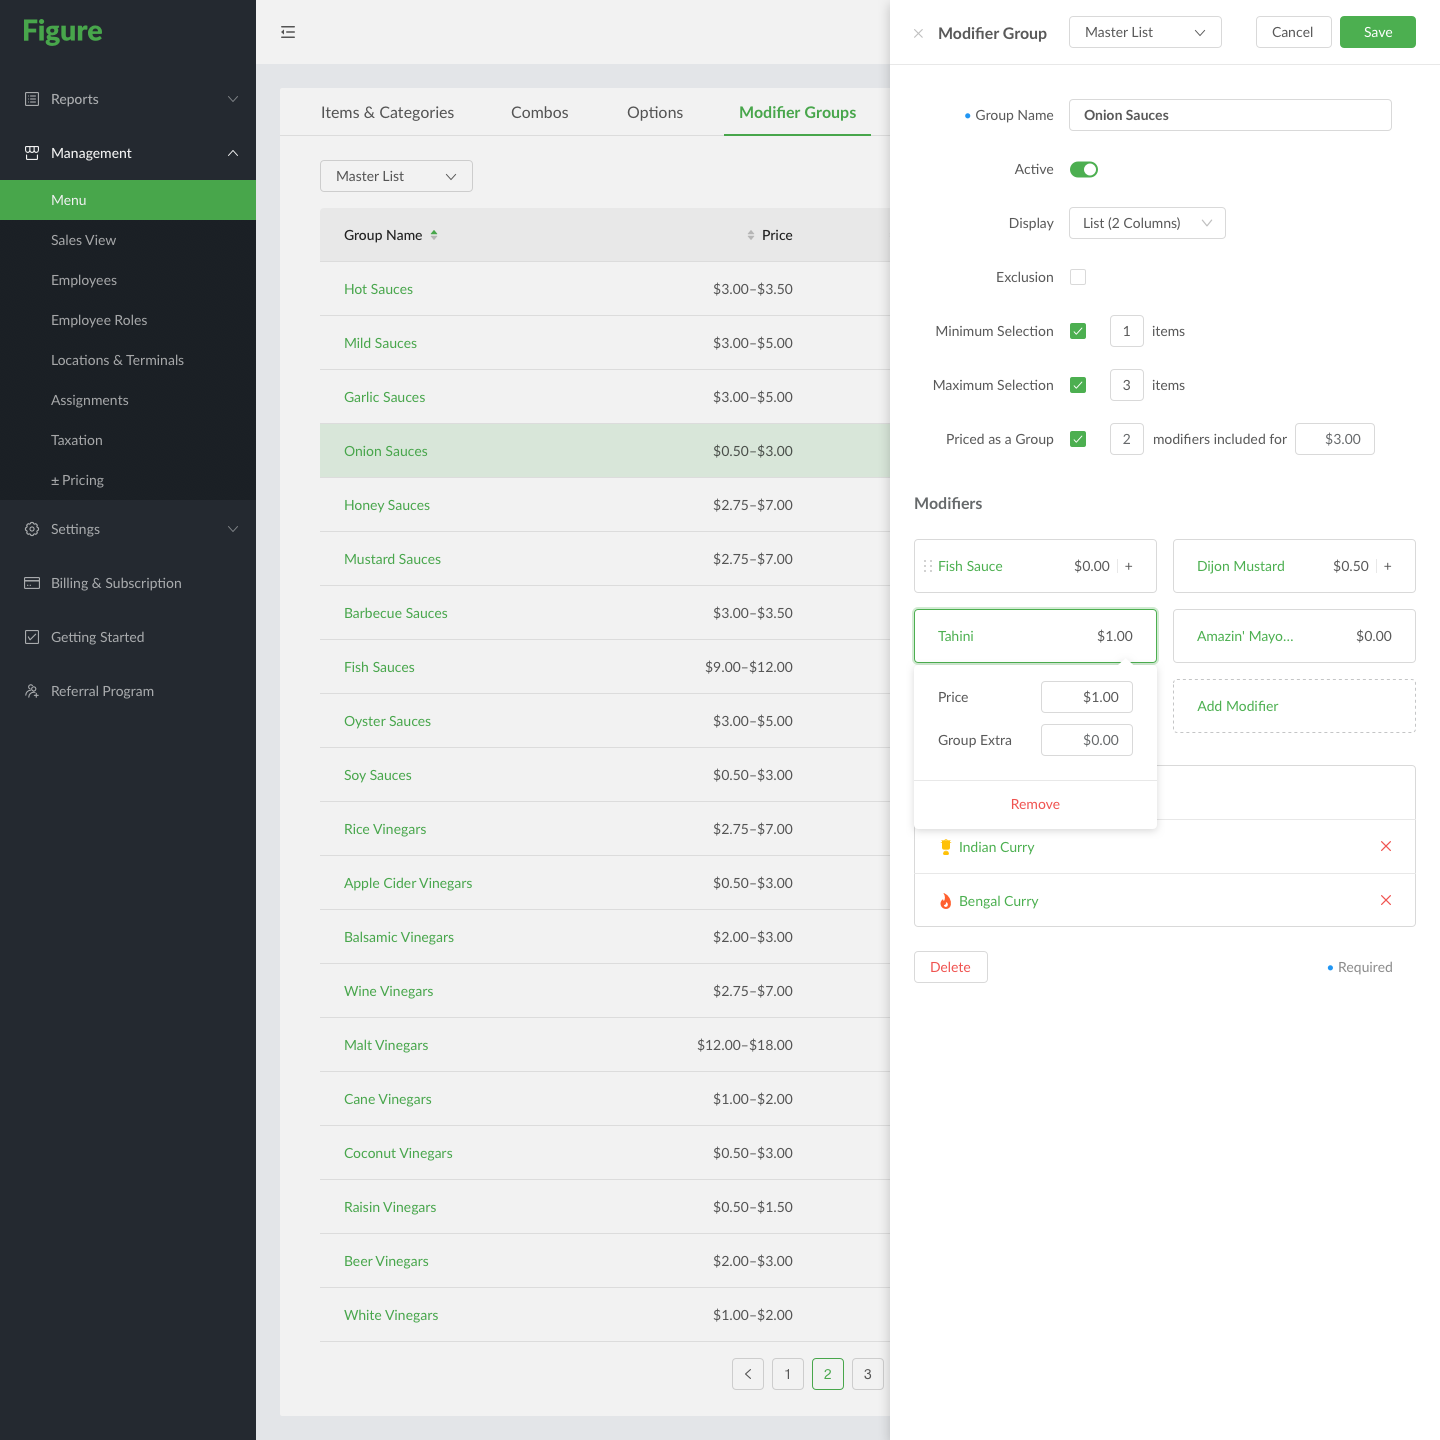 Figure
Reports
Management
Menu
Sales View
Employees
Employee Roles
Locations & Terminals
Assignments
Taxation
± Pricing
Settings
Billing & Subscription
Getting Started
Referral Program
Items & Categories Combos Options Modifier Groups
Master List
Group Name Price
Hot Sauces $3.00–$3.50
Mild Sauces $3.00–$5.00
Garlic Sauces $3.00–$5.00
Onion Sauces $0.50–$3.00
Honey Sauces $2.75–$7.00
Mustard Sauces $2.75–$7.00
Barbecue Sauces $3.00–$3.50
Fish Sauces $9.00–$12.00
Oyster Sauces $3.00–$5.00
Soy Sauces $0.50–$3.00
Rice Vinegars $2.75–$7.00
Apple Cider Vinegars $0.50–$3.00
Balsamic Vinegars $2.00–$3.00
Wine Vinegars $2.75–$7.00
Malt Vinegars $12.00–$18.00
Cane Vinegars $1.00–$2.00
Coconut Vinegars $0.50–$3.00
Raisin Vinegars $0.50–$1.50
Beer Vinegars $2.00–$3.00
White Vinegars $1.00–$2.00
1 2 3
Modifier Group Master List Cancel Save
Group Name Onion Sauces
Active
Display List (2 Columns)
Exclusion
Minimum Selection 1 items
Maximum Selection 3 items
Priced as a Group 2 modifiers included for $3.00
Modifiers
Fish Sauce $0.00 + Dijon Mustard $0.50 +
Tahini $1.00 Amazin' Mayo... $0.00
Price $1.00
Add Modifier
Group Extra $0.00
Remove
Indian Curry
Bengal Curry
Delete Required